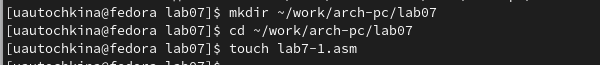 [uautochkina@fedora lab07]$ mkdir ~/work/arch-pc/lab07
[uautochkina@fedora lab07]$ cd ~/work/arch-pc/lab07
[uautochkina@fedora lab07]$ touch lab7-1.asm